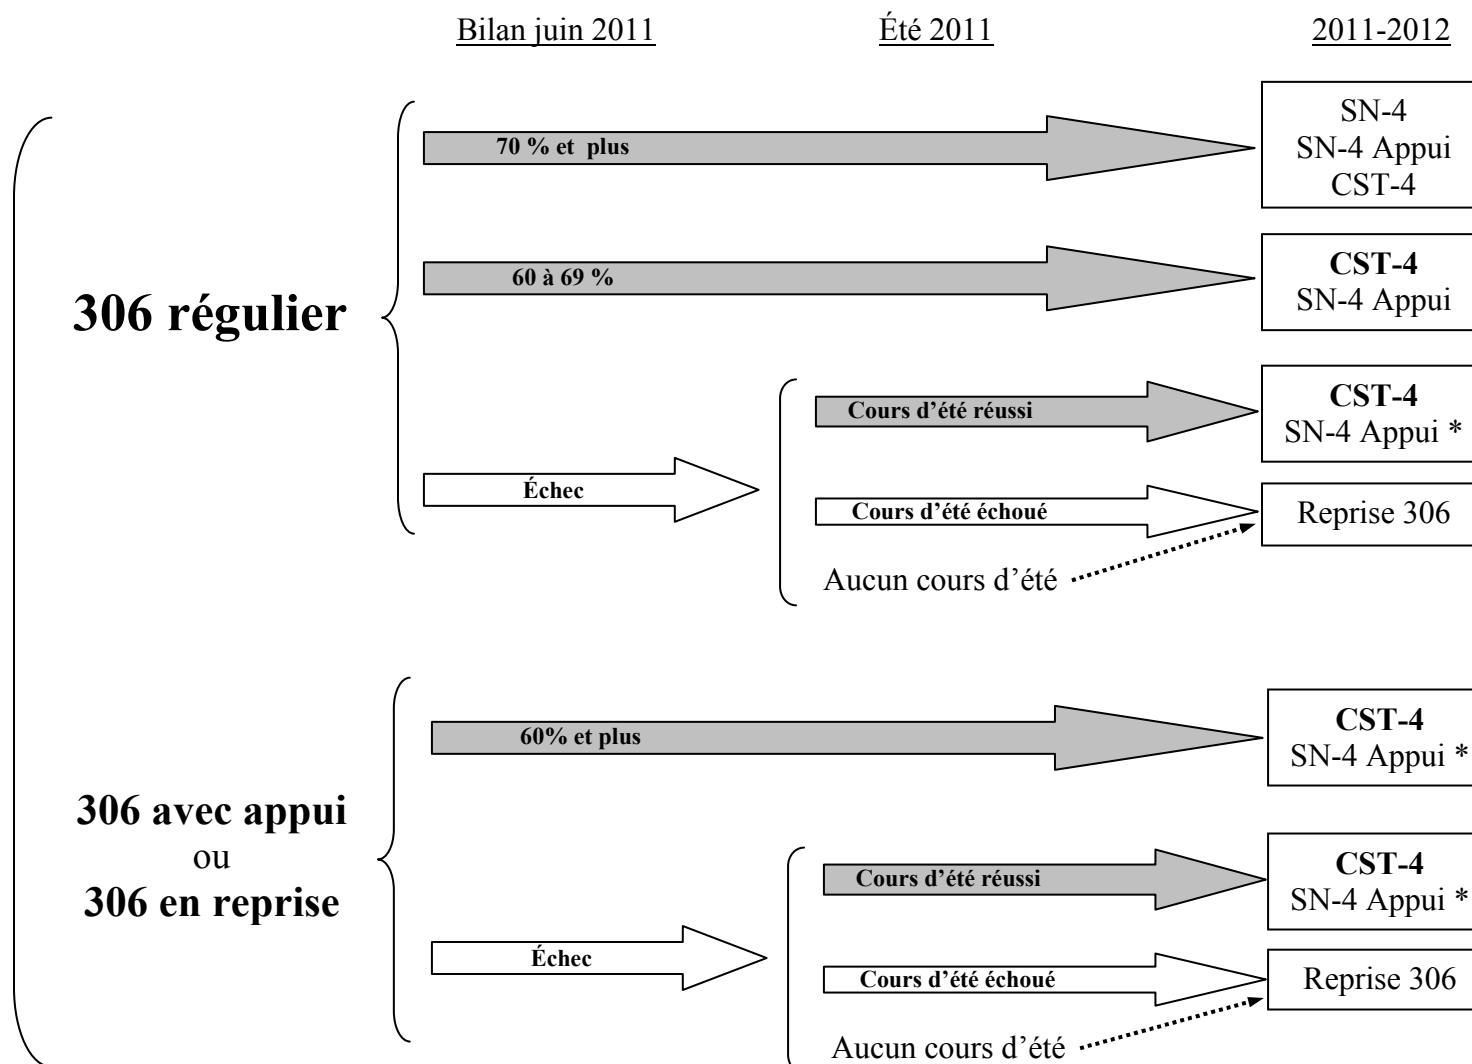 Bilan juin 2011
Été 2011
2011-2012
306 régulier
70 % et plus
SN-4
SN-4 Appui
CST-4
60 à 69 %
CST-4
SN-4 Appui
Échec
Cours d’été réussi
CST-4
SN-4 Appui *
Cours d’été échoué
Reprise 306
Aucun cours d’été
306 avec appui
ou
306 en reprise
60% et plus
CST-4
SN-4 Appui *
Échec
Cours d’été réussi
CST-4
SN-4 Appui *
Cours d’été échoué
Reprise 306
Aucun cours d’été